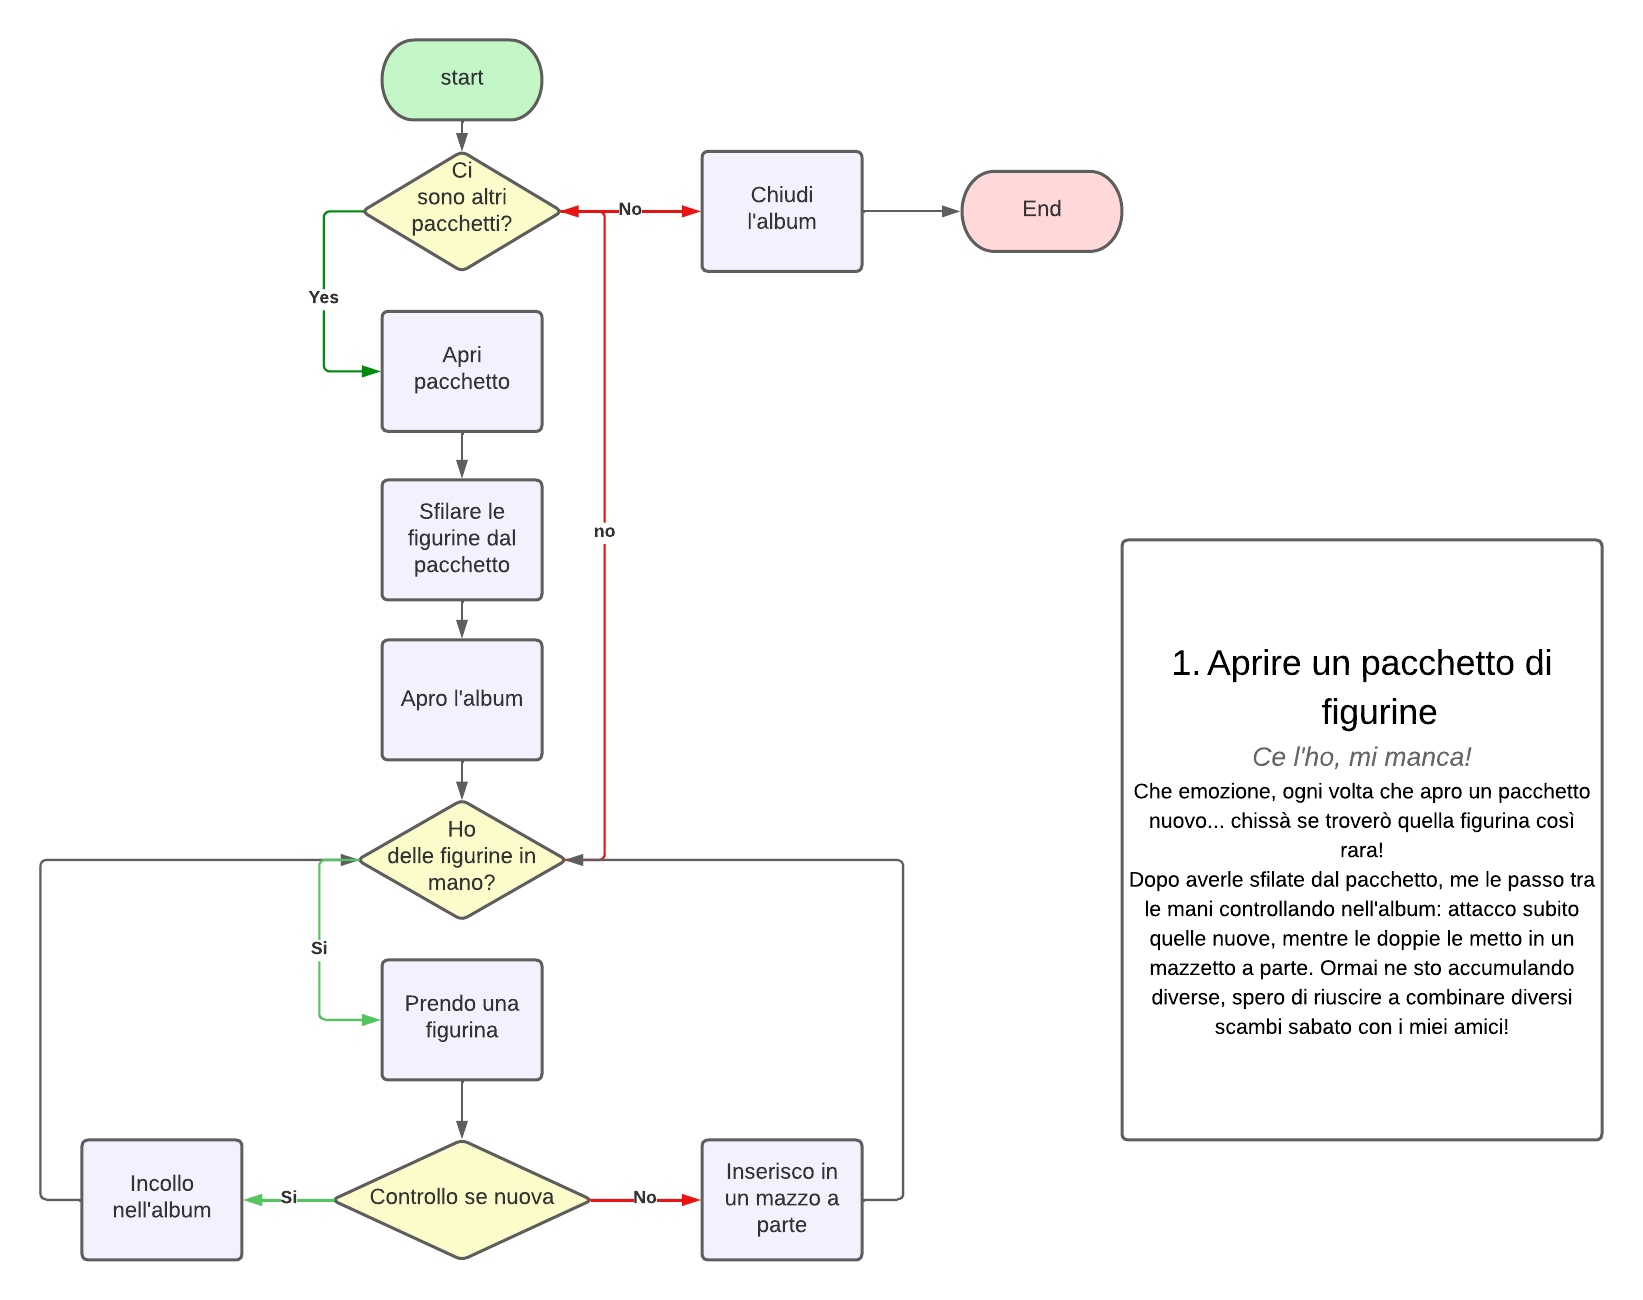 start
Ci
sono altri
pacchetti?
No
Chiudi
l'album
End
Yes
Apri
pacchetto
Sfilare le
figurine dal
pacchetto
no
Apro l'album
Ho
delle figurine in
mano?
Si
Prendo una
figurina
Incollo
nell'album
Si
Controllo se nuova
No
Inserisco in
un mazzo a
parte
1. Aprire un pacchetto di
figurine
Ce l'ho, mi manca!
Che emozione, ogni volta che apro un pacchetto
nuovo... chissà se troverò quella figurina così
rara!
Dopo averle sfilate dal pacchetto, me le passo tra
le mani controllando nell'album: attacco subito
quelle nuove, mentre le doppie le metto in un
mazzetto a parte. Ormai ne sto accumulando
diverse, spero di riuscire a combinare diversi
scambi sabato con i miei amici!